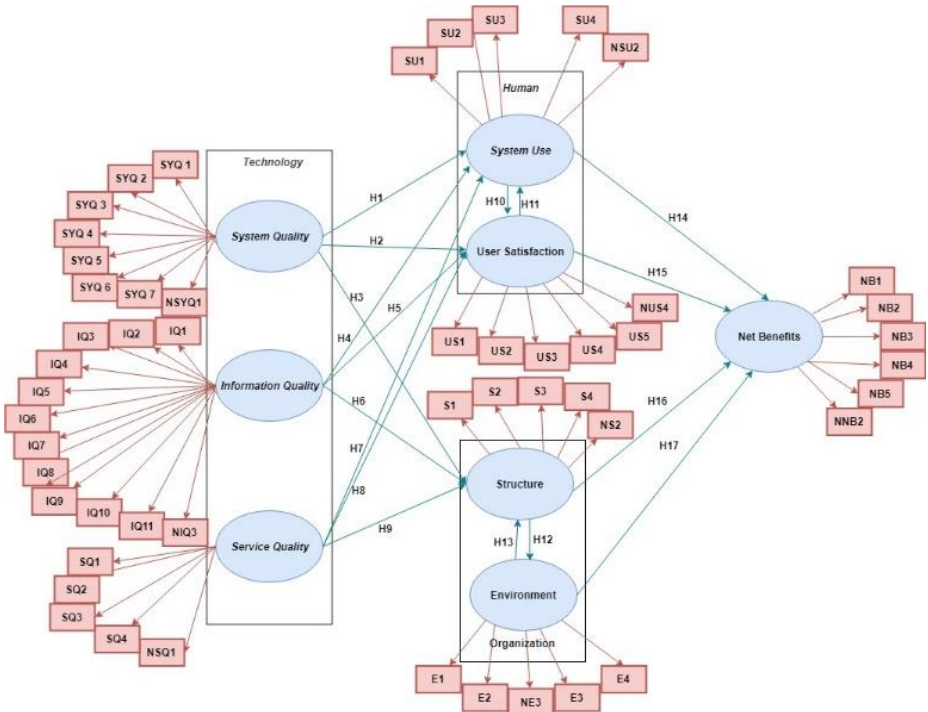 SU3
SU4
SU2
NSU2
SU1
Human
System Use
H10
H11
User Satisfaction
Technology
SYQ 1
SYQ 2
SYQ 3
SYQ 4
SYQ 5
SYQ 6
SYQ 7
NSYQ1
System Quality
H1
H2
H3
H14
H15
IQ1
IQ2
IQ3
IQ4
IQ5
IQ6
IQ7
IQ8
IQ9
IQ10
IQ11
NIQ3
Information Quality
H4
H5
H6
US1
US2
US3
US4
US5
NUS4
Net Benefits
NB1
NB2
NB3
NB4
NB5
NNB2
S1
S2
S3
S4
NS2
H16
H17
H7
H8
H9
Structure
H13
H12
Environment
Organization
Service Quality
SQ1
SQ2
SQ3
SQ4
NSQ1
E1
E2
NE3
E3
E4